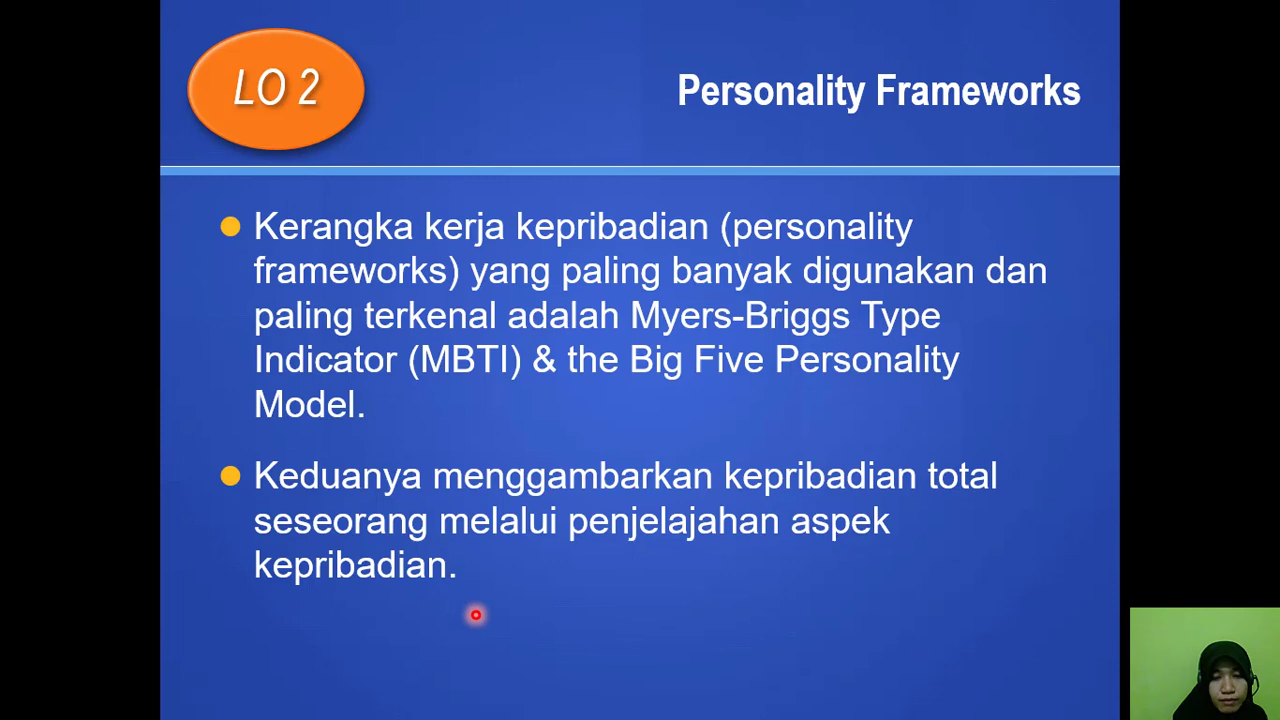 LO 2
Personality Frameworks
Kerangka kerja kepribadian (personality
frameworks) yang paling banyak digunakan dan
paling terkenal adalah Myers-Briggs Type
Indicator (MBTI) & the Big Five Personality
Model.
Keduanya menggambarkan kepribadian total
seseorang melalui penjelajahan aspek
kepribadian.